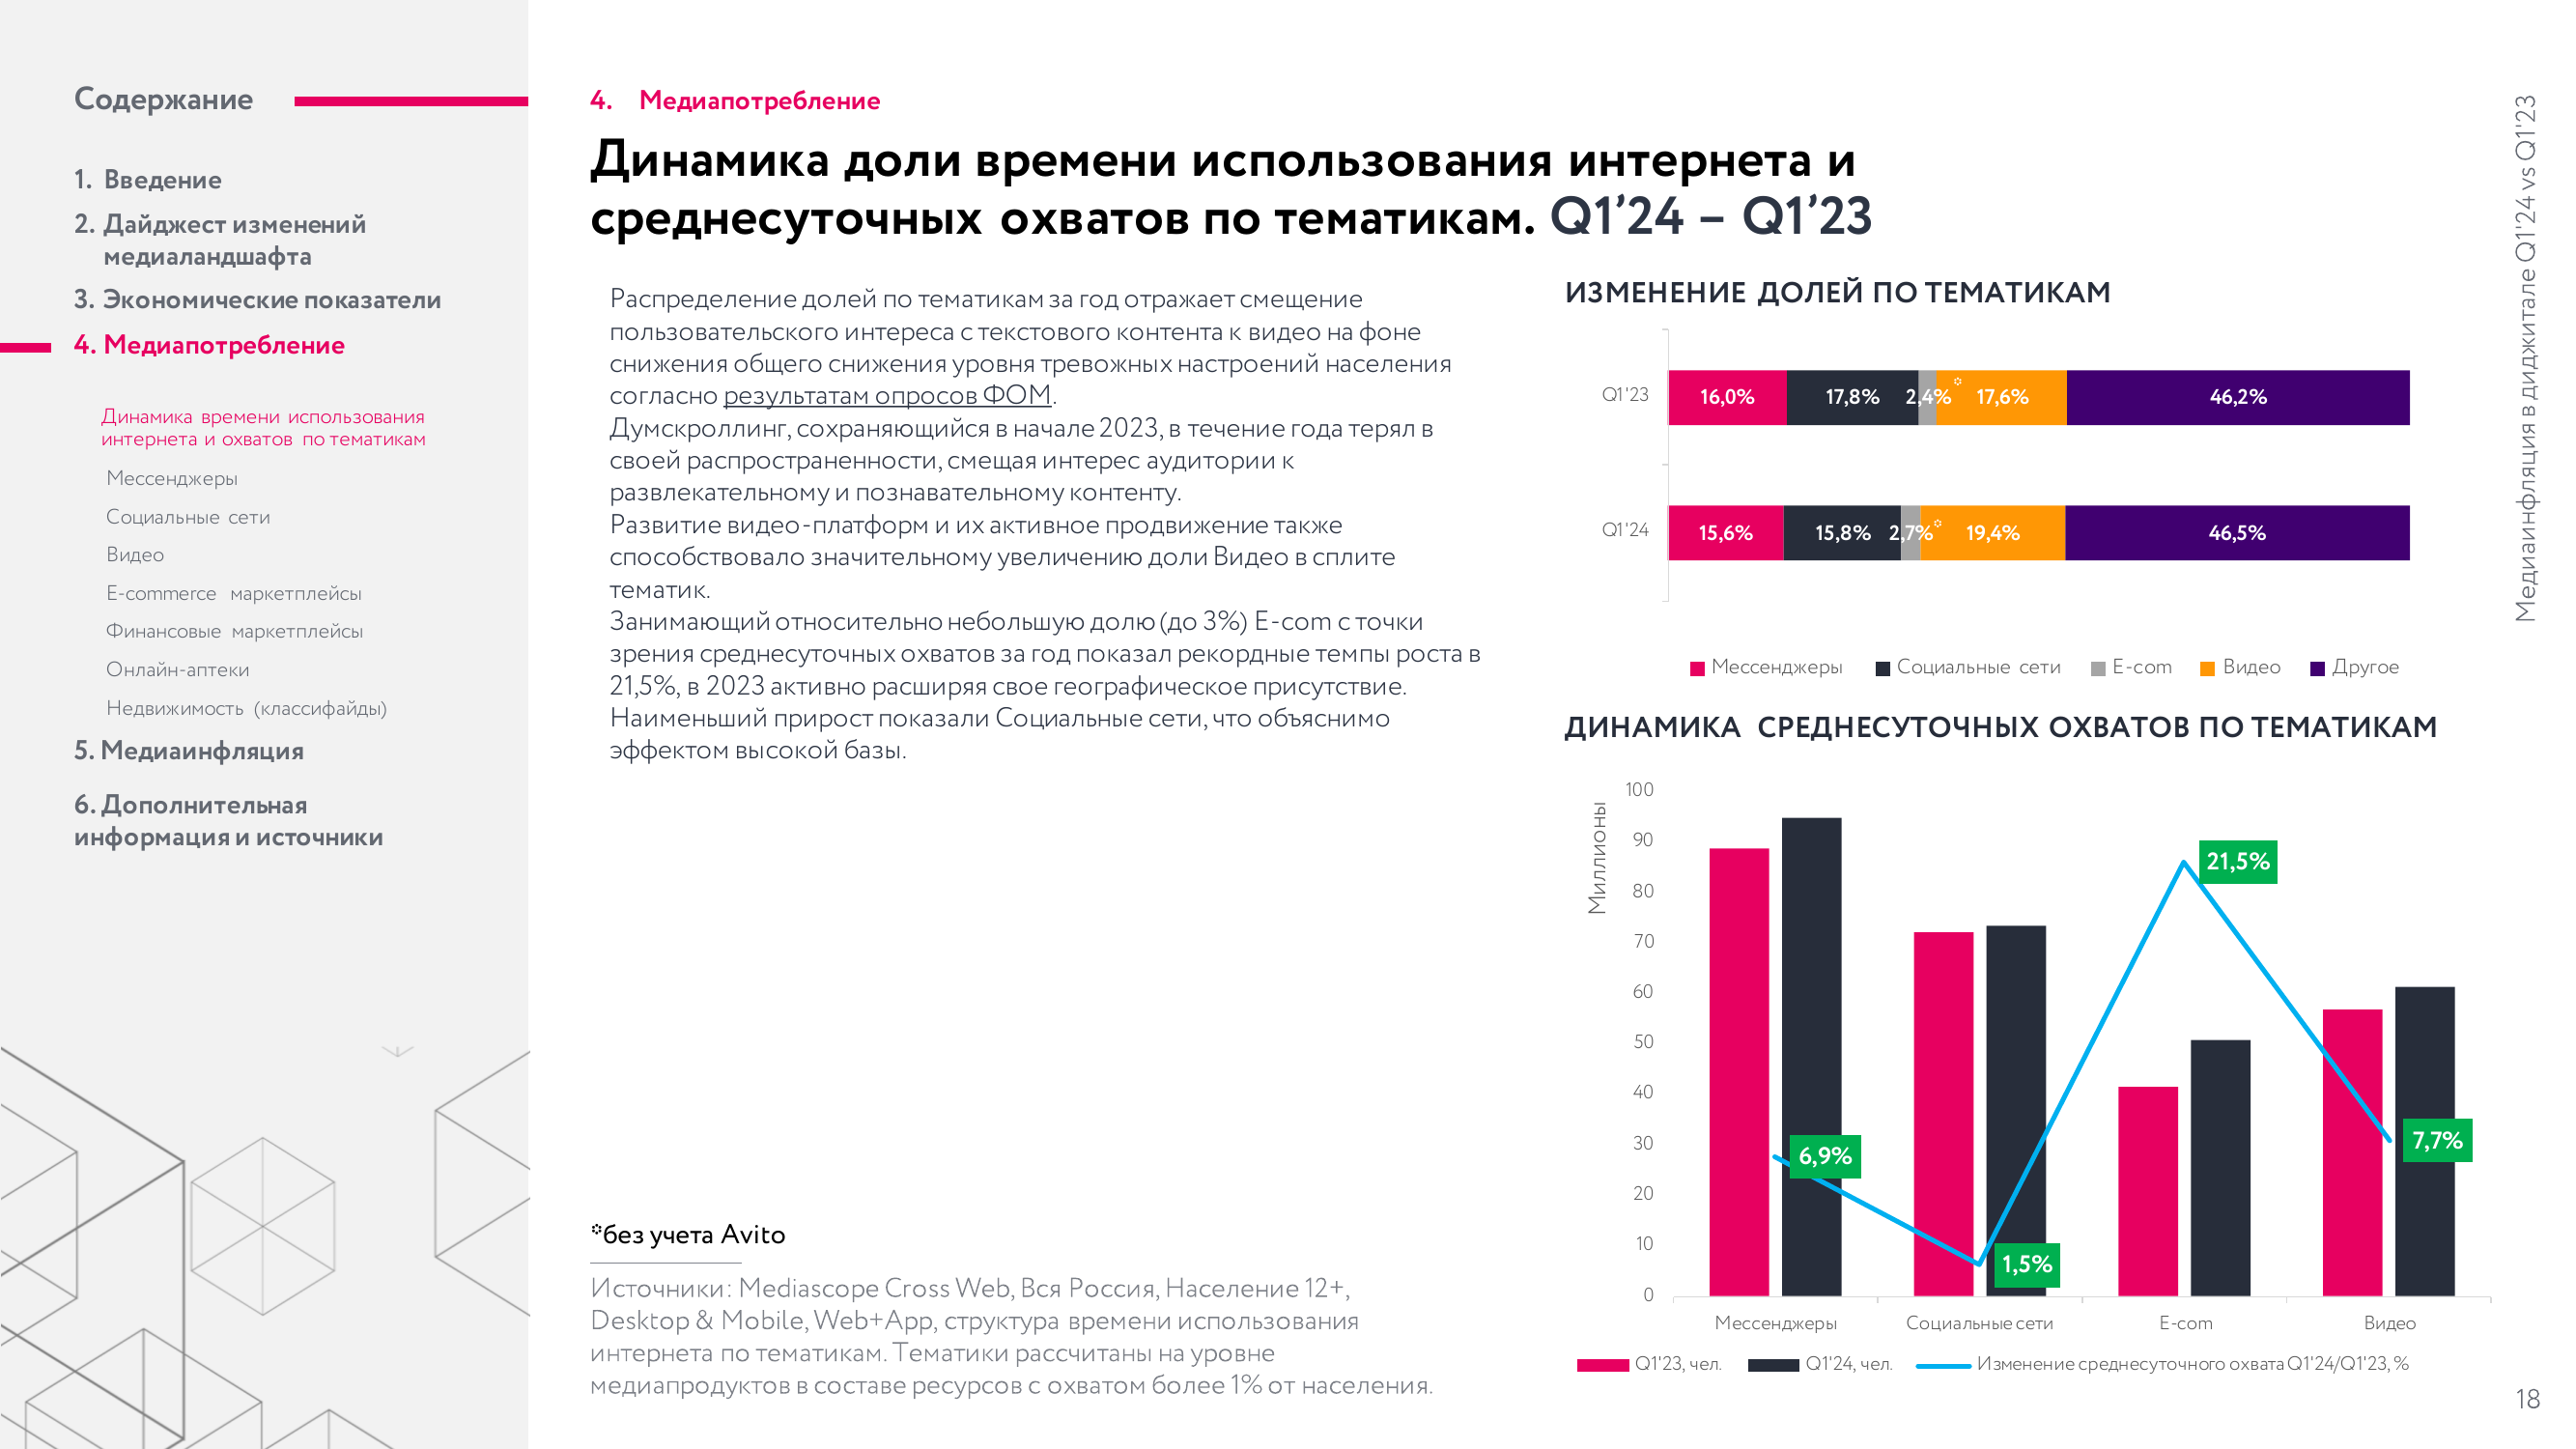 Содержание
1. Введение
2. Дайджест изменений
медиаландшафта
3. Экономические показатели
4. Медиапотребление
Динамика времени использования
интернета и охватов по тематикам
Мессенджеры
Социальные сети
Видео
E-commerce маркетплейсы
Финансовые маркетплейсы
Онлайн-аптеки
Недвижимость (классифайды)
5. Медиаинфляция
6. Дополнительная
информация и источники
4. Медиапотребление
Динамика доли времени использования интернета и
среднесуточных охватов по тематикам. Q1’24 – Q1’23
Распределение долей по тематикам за год отражает смещение
пользовательского интереса с текстового контента к видео на фоне
снижения общего снижения уровня тревожных настроений населения
согласно результатам опросов ФОМ.
Думскроллинг, сохраняющийся в начале 2023, в течение года терял в
своей распространенности, смещая интерес аудитории к
развлекательному и познавательному контенту.
Развитие видео-платформ и их активное продвижение также
способствовало значительному увеличению доли Видео в сплите
тематик.
Занимающий относительно небольшую долю (до 3%) E-com с точки
зрения среднесуточных охватов за год показал рекордные темпы роста в
21,5%, в 2023 активно расширяя свое географическое присутствие.
Наименьший прирост показали Социальные сети, что объяснимо
эффектом высокой базы.
*без учета Avito
Источники: Mediascope Cross Web, Вся Россия, Население 12+,
Desktop & Mobile, Web+App, структура времени использования
интернета по тематикам. Тематики рассчитаны на уровне
медиапродуктов в составе ресурсов с охватом более 1% от населения.
ИЗМЕНЕНИЕ ДОЛЕЙ ПО ТЕМАТИКАМ
Q1'23 16,0% 17,8% 2,4%* 17,6% 46,2%
Q1'24 15,6% 15,8% 2,7%* 19,4% 46,5%
Мессенджеры Социальные сети E-com Видео Другое
ДИНАМИКА СРЕДНЕСУТОЧНЫХ ОХВАТОВ ПО ТЕМАТИКАМ
Миллионы
100
90
80
70
60
50
40
30
20
10
0
6,9%
1,5%
21,5%
7,7%
Мессенджеры Социальные сети E-com Видео
Q1'23, чел. Q1'24, чел. Изменение среднесуточного охвата Q1'24/Q1'23, %
Медиаинфляция в диджитале Q1'24 vs Q1'23
18